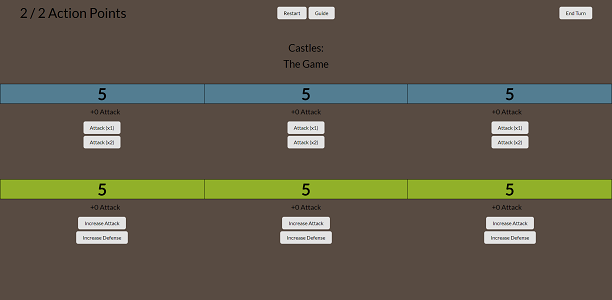 2 / 2 Action Points
Restart
Guide
End Turn
Castles:
The Game
5
5
5
+0 Attack
+0 Attack
+0 Attack
Attack (x1)
Attack (x1)
Attack (x1)
Attack (x2)
Attack (x2)
Attack (x2)
5
5
5
+0 Attack
+0 Attack
+0 Attack
Increase Attack
Increase Attack
Increase Attack
Increase Defense
Increase Defense
Increase Defense